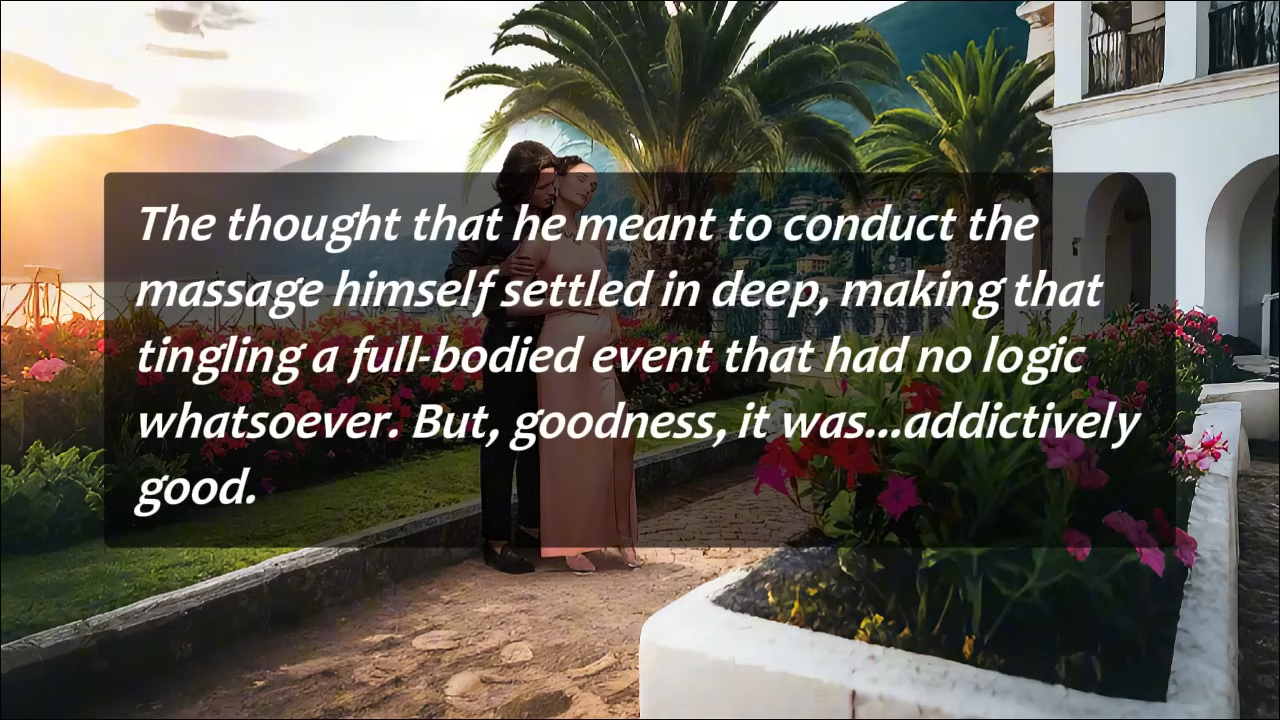 The thought that he meant to conduct the
massage himself settled in deep, making that
tingling a full-bodied event that had no logic
whatsoever. But, goodness, it was...addictively
good.